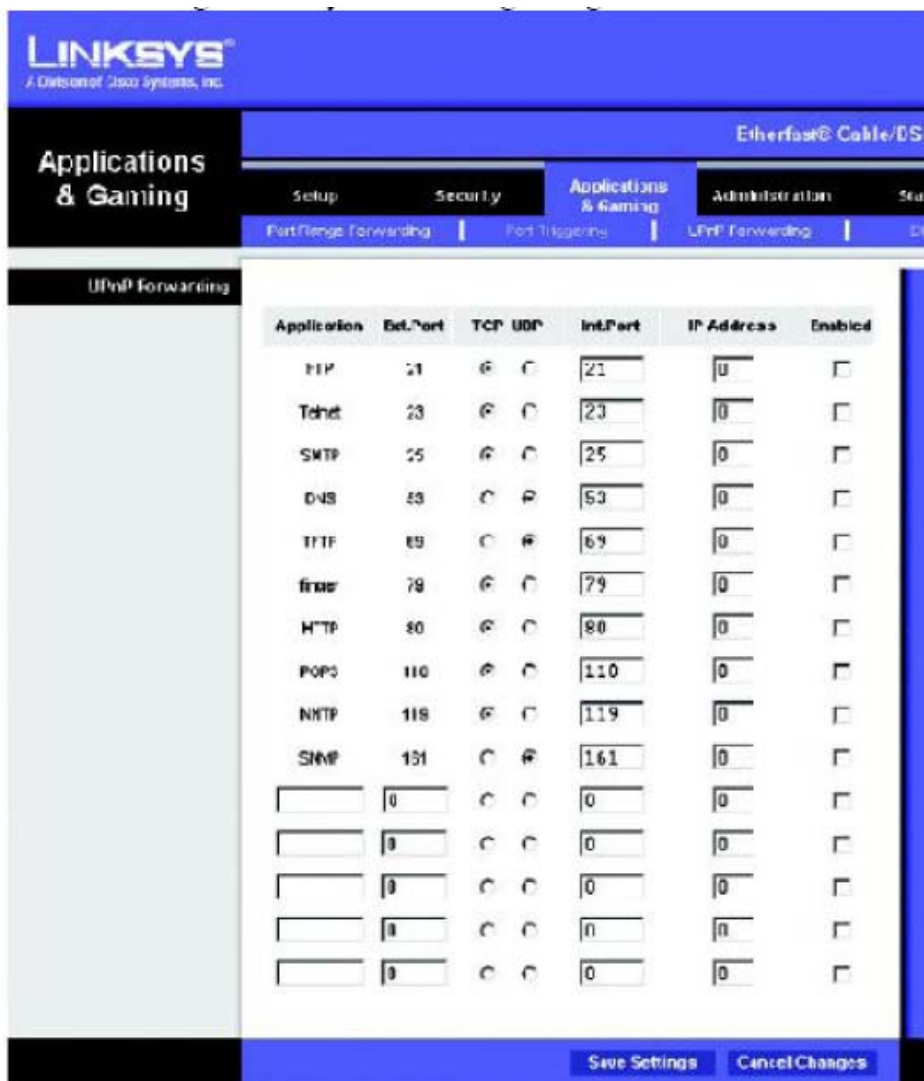 LINKSYS®
A Division of Cisco Systems, Inc.
Etherfast® Cable/DS
Applications & Gaming
Setup Security Applications & Gaming Administration Sta
Port Range Forwarding | Port Triggering | UPnP Forwarding |
UPnP Forwarding
Application Ext.Port TCP UDP Int.Port IP Address Enabled
FTP 21 21 0
Telnet 23 23 0
SMTP 25 25 0
DNS 53 53 0
TFTP 69 69 0
finger 79 79 0
HTTP 80 80 0
POP3 110 110 0
NNTP 119 119 0
SNMP 161 161 0
0 0 0
0 0 0
0 0 0
0 0 0
0 0 0
Save Settings Cancel Changes